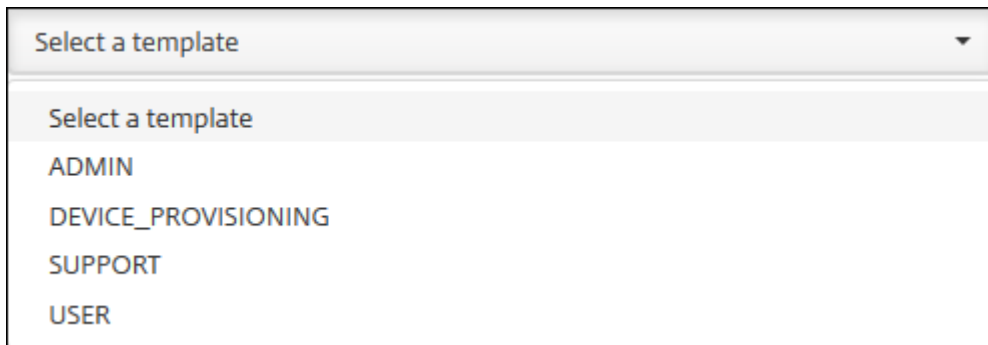 Select a template
Select a template
ADMIN
DEVICE_PROVISIONING
SUPPORT
USER